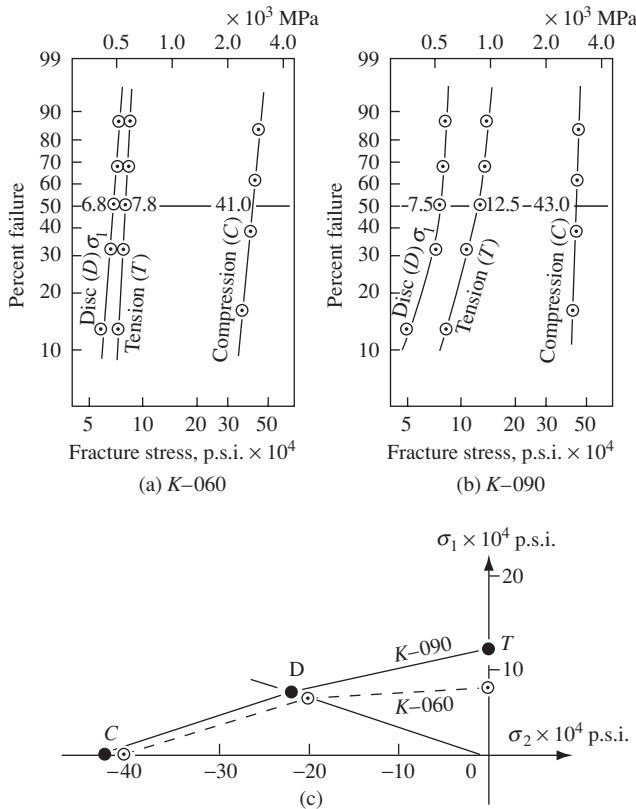 × 10³ MPa
0.5 1.0 2.0 3.0 4.0
99
90
80
70
60
50
40
30
20
10
Percent failure
6.8
7.8
41.0
Disc (D) σ₁
Tension (T)
Compression (C)
5 10 20 30 50
Fracture stress, p.s.i. × 10⁴
(a) K–060
× 10³ MPa
0.5 1.0 2.0 3.0 4.0
99
90
80
70
60
50
40
30
20
10
Percent failure
7.5
12.5
43.0
Disc (D) σ₁
Tension (T)
Compression (C)
5 10 20 30 50
Fracture stress, p.s.i. × 10⁴
(b) K–090
σ₁ × 10⁴ p.s.i.
20
K–090
T
D
10
K–060
C
σ₂ × 10⁴ p.s.i.
−40 −30 −20 −10 0
(c)